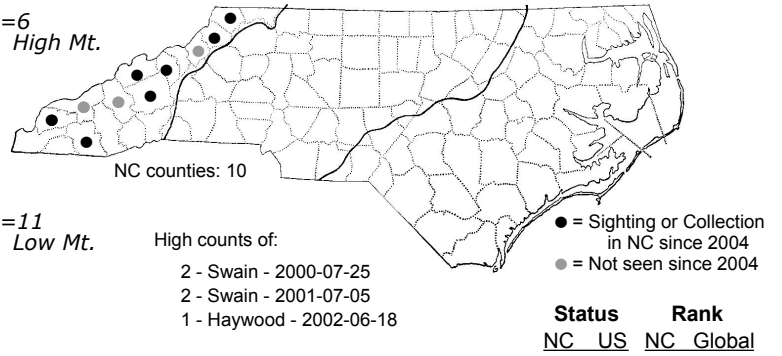 =6
High Mt.
NC counties: 10
=11
Low Mt.
High counts of:
2 - Swain - 2000-07-25
2 - Swain - 2001-07-05
1 - Haywood - 2002-06-18
= Sighting or Collection
in NC since 2004
= Not seen since 2004
Status Rank
NC US NC Global